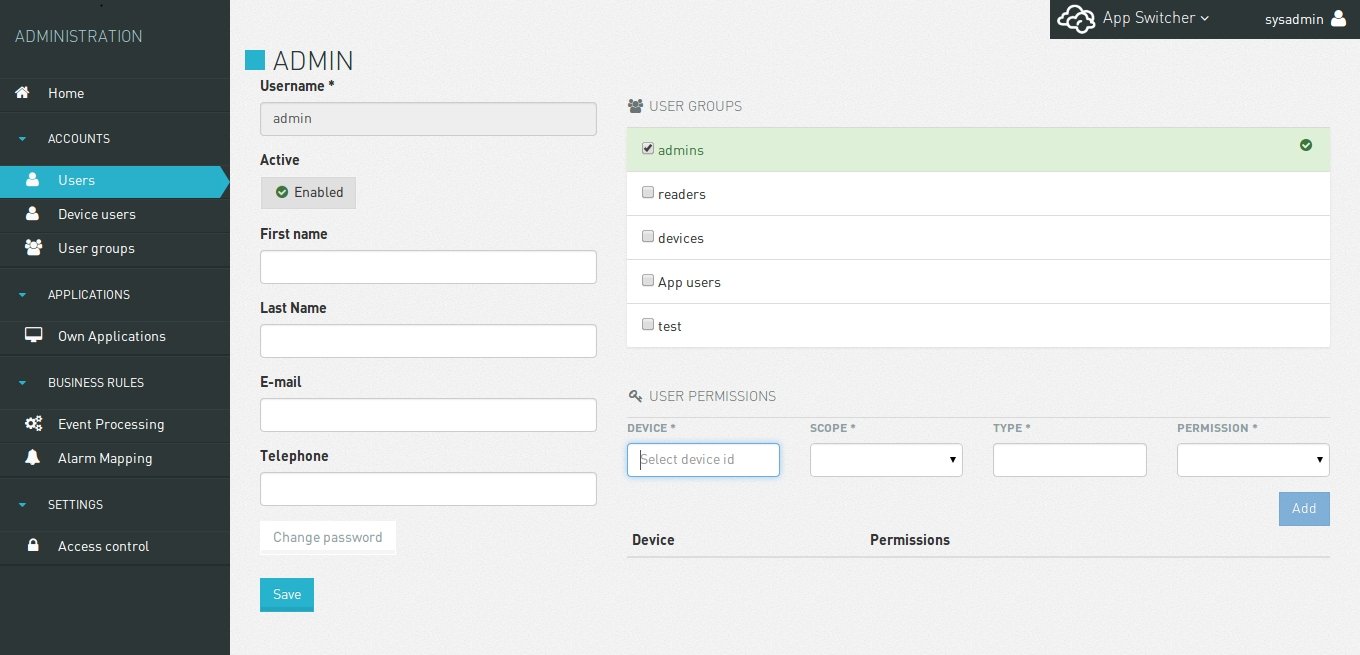 ADMINISTRATION
Home
ACCOUNTS
Users
Device users
User groups
APPLICATIONS
Own Applications
BUSINESS RULES
Event Processing
Alarm Mapping
SETTINGS
Access control
App Switcher
sysadmin
ADMIN
Username *
admin
Active
Enabled
First name
Last Name
E-mail
Telephone
Change password
Save
USER GROUPS
admins
readers
devices
App users
test
USER PERMISSIONS
DEVICE * SCOPE * TYPE * PERMISSION *
Select device id
Add
Device Permissions